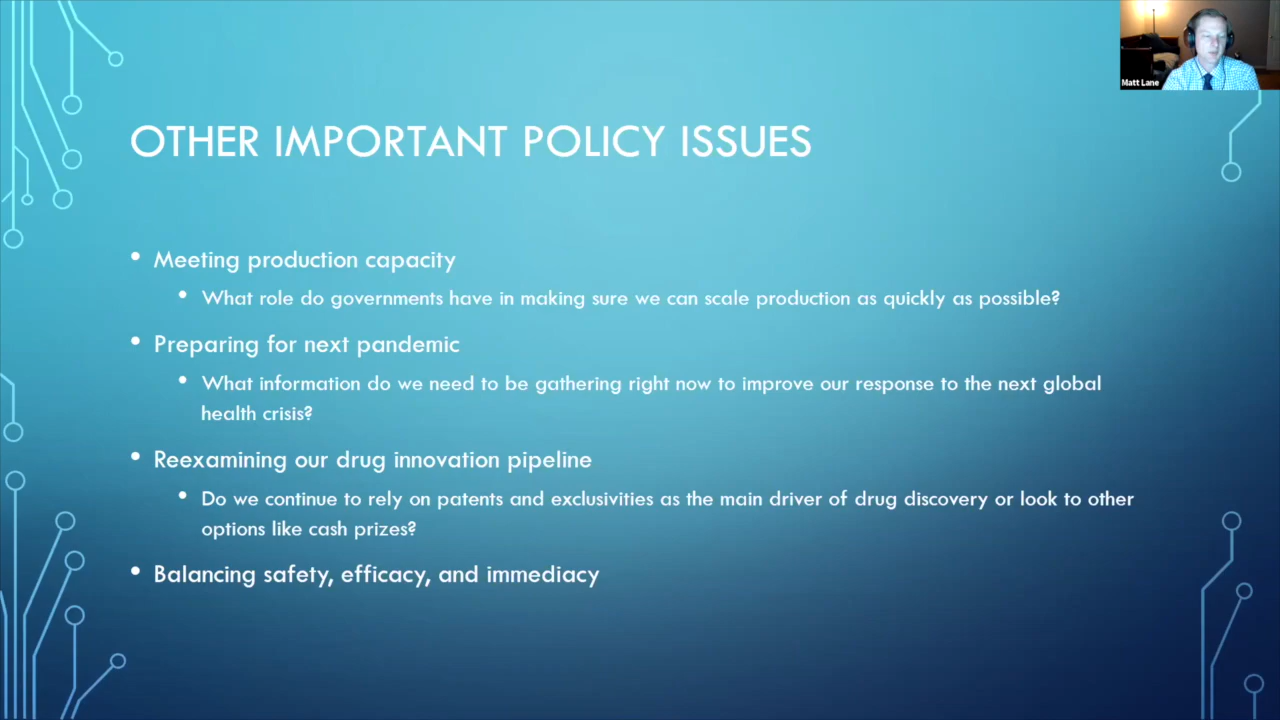 Matt Lane
OTHER IMPORTANT POLICY ISSUES
• Meeting production capacity
• What role do governments have in making sure we can scale production as quickly as possible?
• Preparing for next pandemic
• What information do we need to be gathering right now to improve our response to the next global
health crisis?
• Reexamining our drug innovation pipeline
• Do we continue to rely on patents and exclusivities as the main driver of drug discovery or look to other
options like cash prizes?
• Balancing safety, efficacy, and immediacy